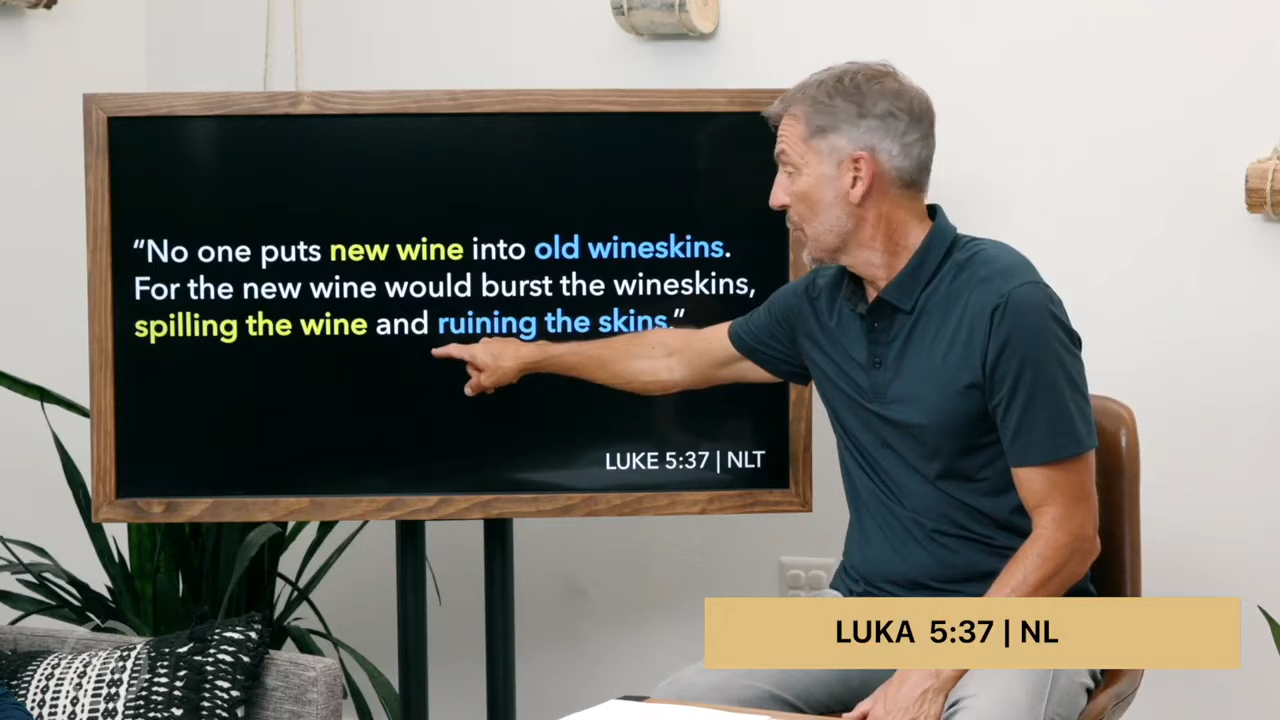 “No one puts new wine into old wineskins.
For the new wine would burst the wineskins,
spilling the wine and ruining the skins.”
LUKE 5:37 | NLT
LUKA 5:37 | NL